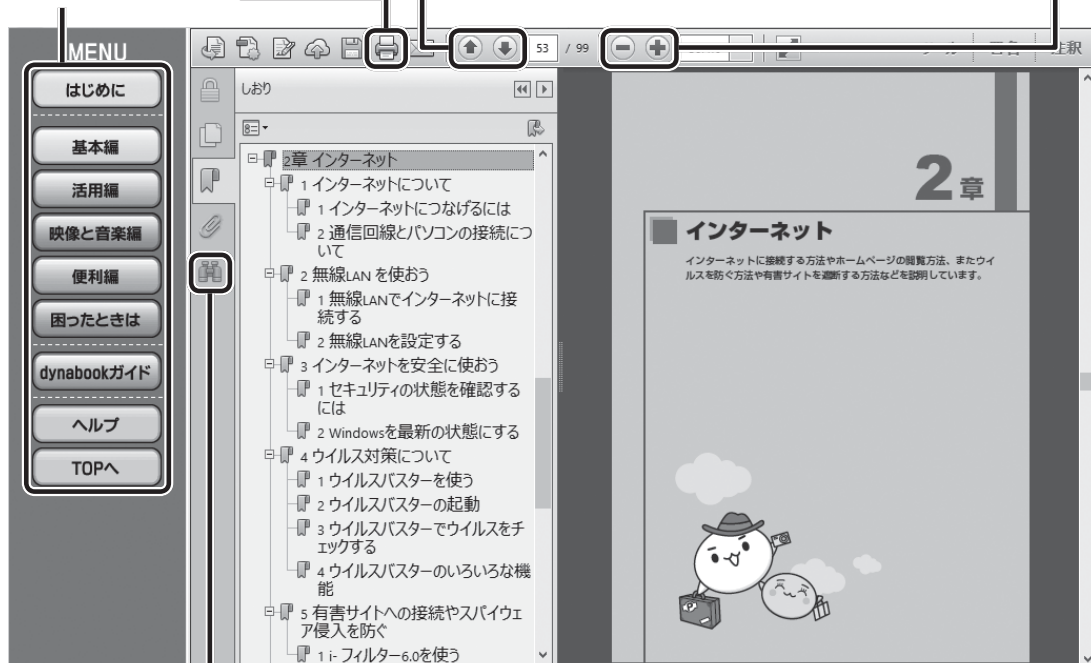 MENU
はじめに
基本編
活用編
映像と音楽編
便利編
困ったときは
dynabookガイド
ヘルプ
TOPへ
53 / 99
注釈
しおり
2章 インターネット
1 インターネットについて
1 インターネットにつなげるには
2 通信回線とパソコンの接続につ
いて
2 無線LAN を使おう
1 無線LANでインターネットに接
続する
2 無線LANを設定する
3 インターネットを安全に使おう
1 セキュリティの状態を確認する
には
2 Windowsを最新の状態にする
4 ウイルス対策について
1 ウイルスバスターを使う
2 ウイルスバスターの起動
3 ウイルスバスターでウイルスをチ
ェックする
4 ウイルスバスターのいろいろな機
能
5 有害サイトへの接続やスパイウェ
ア侵入を防ぐ
1 i- フィルター6.0を使う
2章
インターネット
インターネットに接続する方法やホームページの閲覧方法、またウイ
ルスを防ぐ方法や有害サイトを遮断する方法などを説明しています。